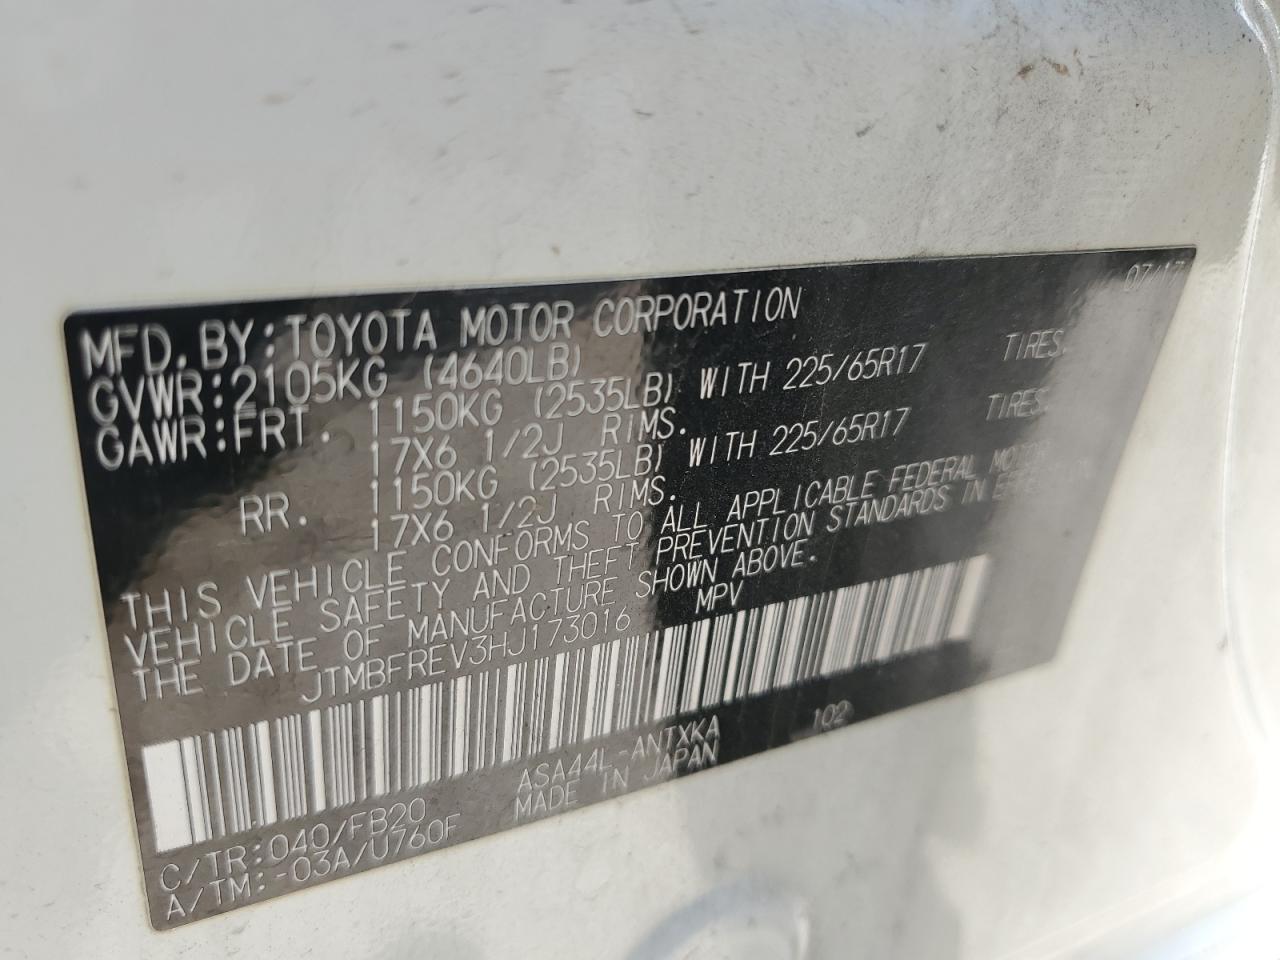 07/17
MFD. BY: TOYOTA MOTOR CORPORATION
GVWR: 2105KG (4640LB)
GAWR: FRT. 1150KG (2535LB) WITH 225/65R17 TIRES,
17X6 1/2J RIMS.
RR. 1150KG (2535LB) WITH 225/65R17 TIRES,
17X6 1/2J RIMS.
THIS VEHICLE CONFORMS TO ALL APPLICABLE FEDERAL MOTOR
VEHICLE SAFETY AND THEFT PREVENTION STANDARDS IN EFFECT ON
THE DATE OF MANUFACTURE SHOWN ABOVE.
JTMBFREV3HJ173016 MPV
ASA44L-ANTXKA 102
C/TR: 040/FB20 MADE IN JAPAN
A/TM: -03A/U760F